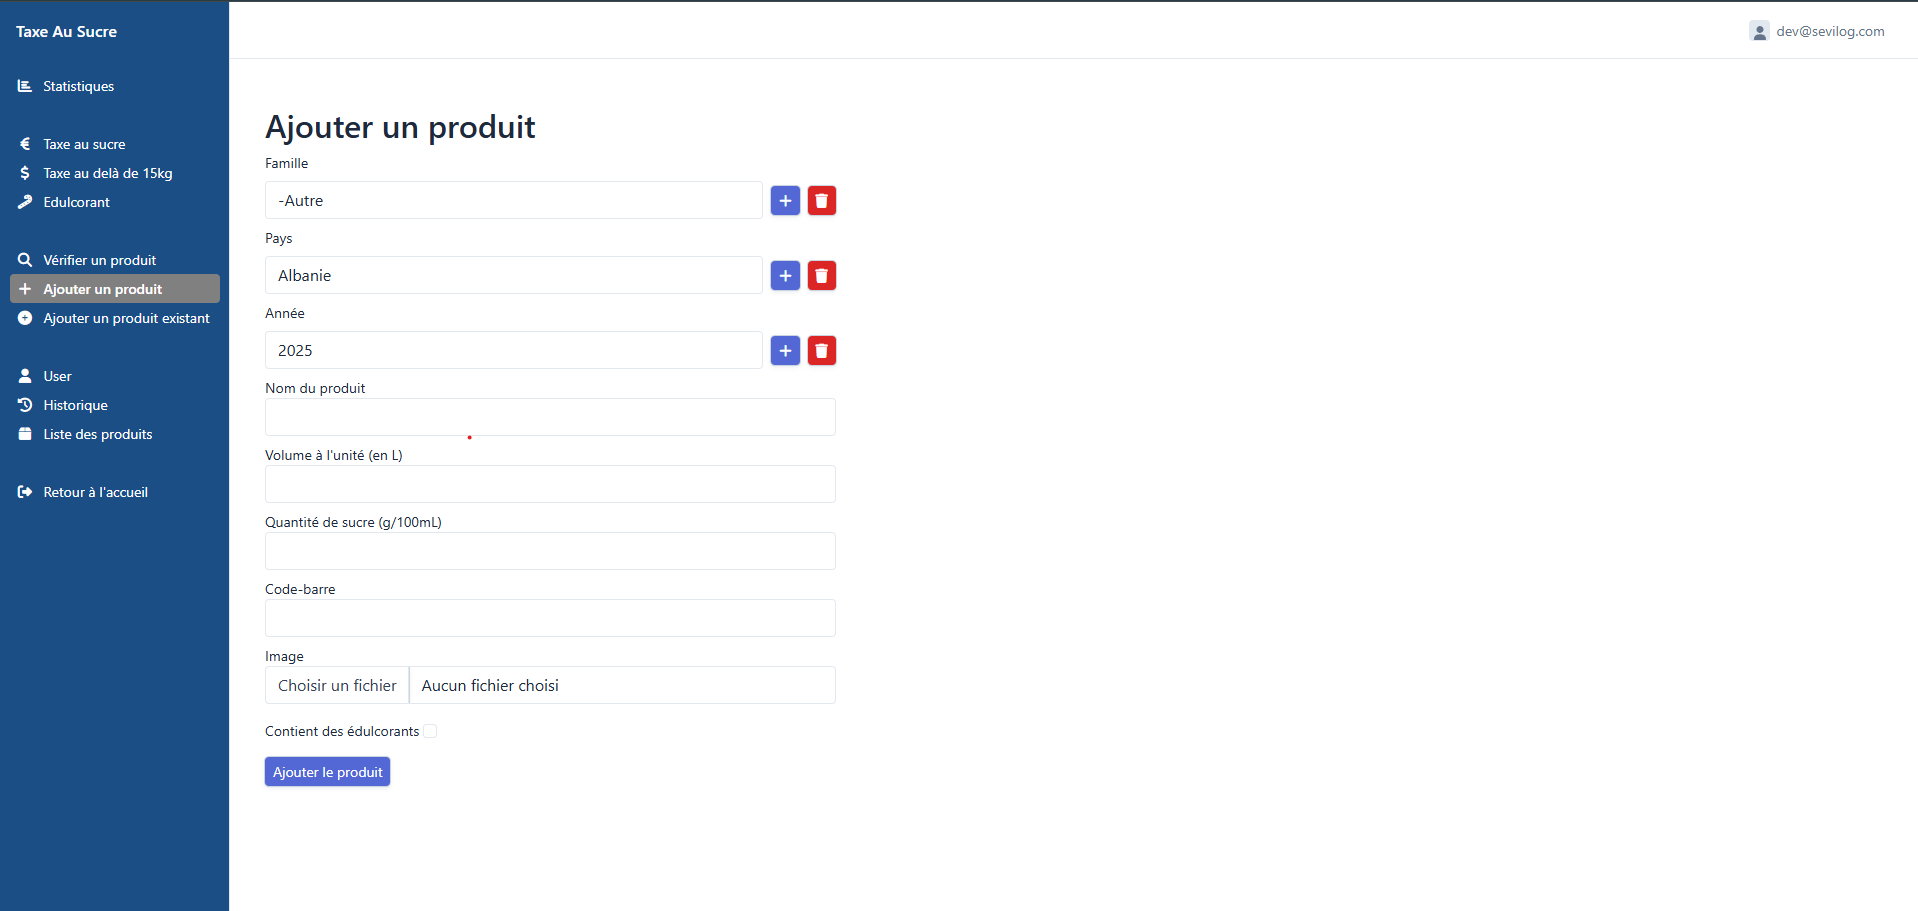 Taxe Au Sucre
dev@sevilog.com
Statistiques
Taxe au sucre
Taxe au delà de 15kg
Edulcorant
Vérifier un produit
Ajouter un produit
Ajouter un produit existant
User
Historique
Liste des produits
Retour à l'accueil
Ajouter un produit
Famille
-Autre
Pays
Albanie
Année
2025
Nom du produit
Volume à l'unité (en L)
Quantité de sucre (g/100mL)
Code-barre
Image
Choisir un fichier Aucun fichier choisi
Contient des édulcorants
Ajouter le produit